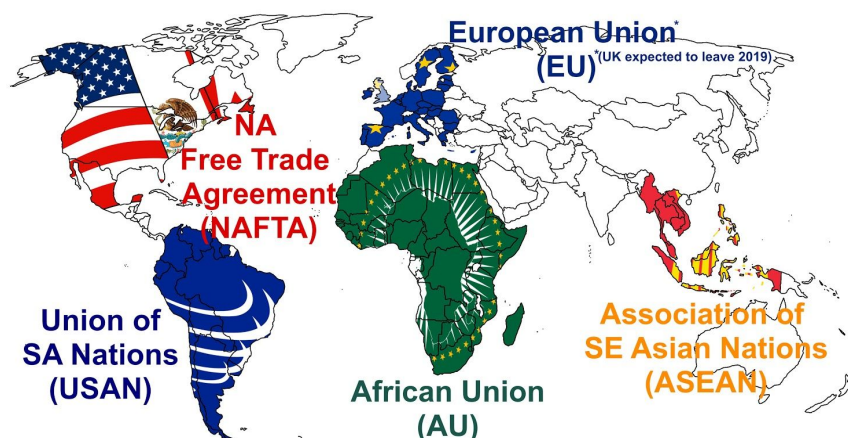 European Union*
(EU)*(UK expected to leave 2019)
NA
Free Trade
Agreement
(NAFTA)
Union of
SA Nations
(USAN)
African Union
(AU)
Association of
SE Asian Nations
(ASEAN)